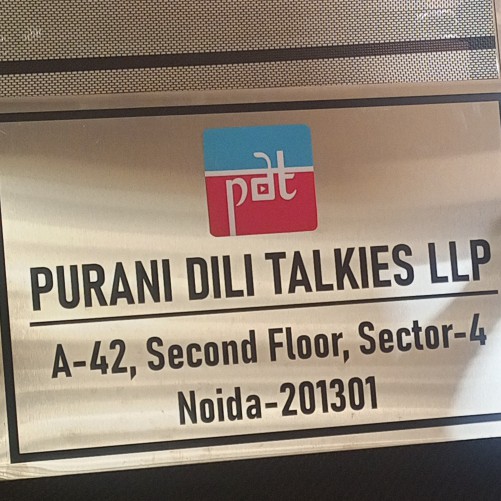 pdt
PURANI DILI TALKIES LLP
A-42, Second Floor, Sector-4
Noida-201301